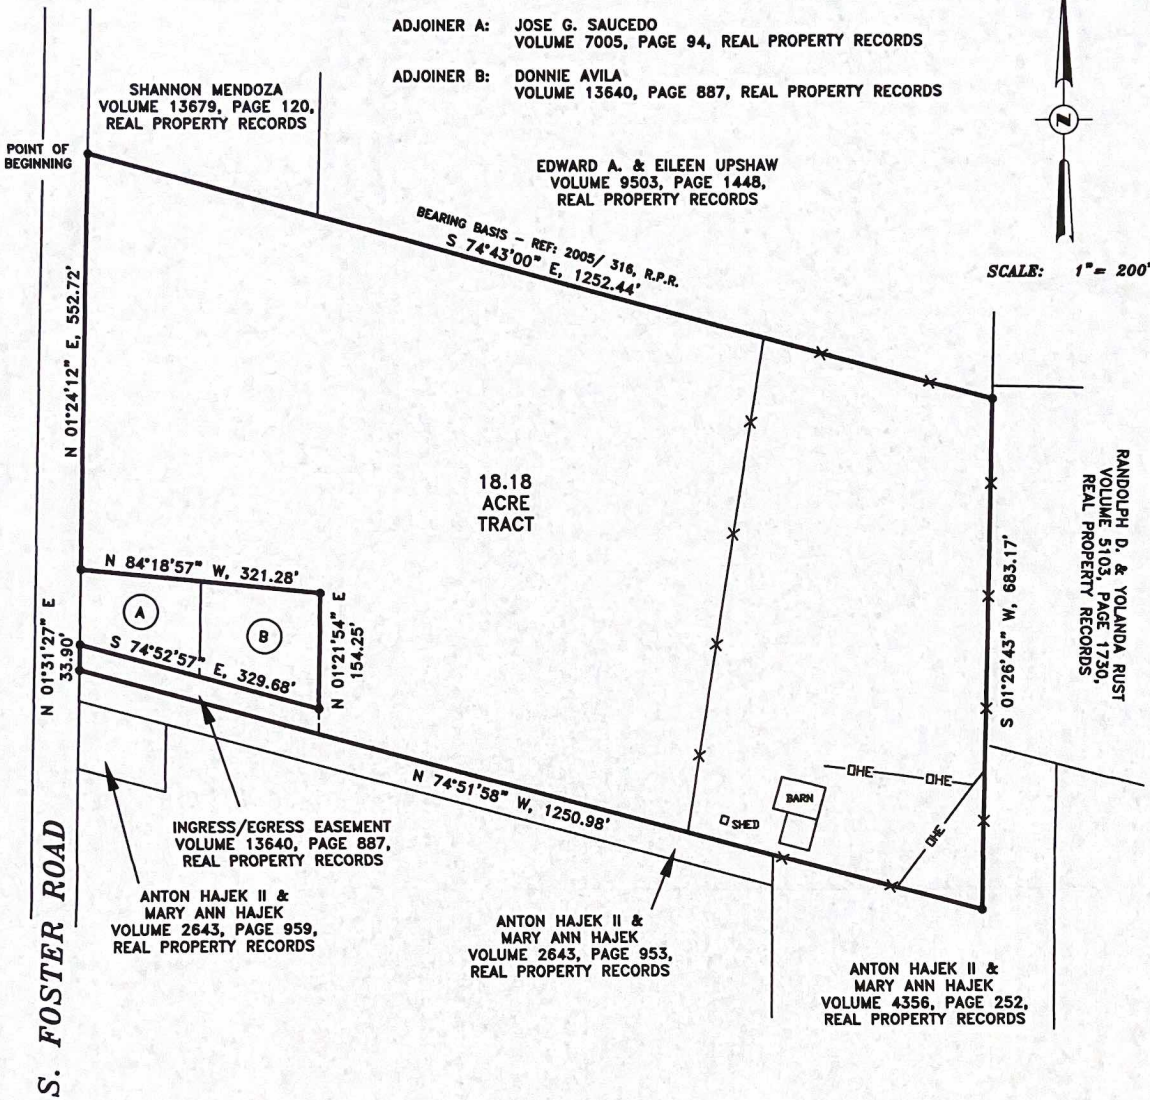 ADJOINER A: JOSE G. SAUCEDO
VOLUME 7005, PAGE 94, REAL PROPERTY RECORDS
ADJOINER B: DONNIE AVILA
VOLUME 13640, PAGE 887, REAL PROPERTY RECORDS
SHANNON MENDOZA
VOLUME 13679, PAGE 120,
REAL PROPERTY RECORDS
POINT OF
BEGINNING
EDWARD A. & EILEEN UPSHAW
VOLUME 9503, PAGE 1448,
REAL PROPERTY RECORDS
N
SCALE: 1"= 200'
BEARING BASIS - REF: 2005/ 316, R.P.R.
S 74°43'00" E, 1252.44'
N 01°24'12" E, 552.72'
18.18
ACRE
TRACT
RANDOLPH D. & YOLANDA RUST
VOLUME 5103, PAGE 1730,
REAL PROPERTY RECORDS
S 01°26'43" W, 683.17'
N 84°18'57" W, 321.28'
A
B
N 01°21'54" E
154.25'
S 74°52'57" E, 329.68'
N 01°31'27" E
33.90'
N 74°51'58" W, 1250.98'
OHE
OHE
OHE
BARN
SHED
INGRESS/EGRESS EASEMENT
VOLUME 13640, PAGE 887,
REAL PROPERTY RECORDS
ANTON HAJEK II &
MARY ANN HAJEK
VOLUME 2643, PAGE 959,
REAL PROPERTY RECORDS
ANTON HAJEK II &
MARY ANN HAJEK
VOLUME 2643, PAGE 953,
REAL PROPERTY RECORDS
ANTON HAJEK II &
MARY ANN HAJEK
VOLUME 4356, PAGE 252,
REAL PROPERTY RECORDS
S. FOSTER ROAD